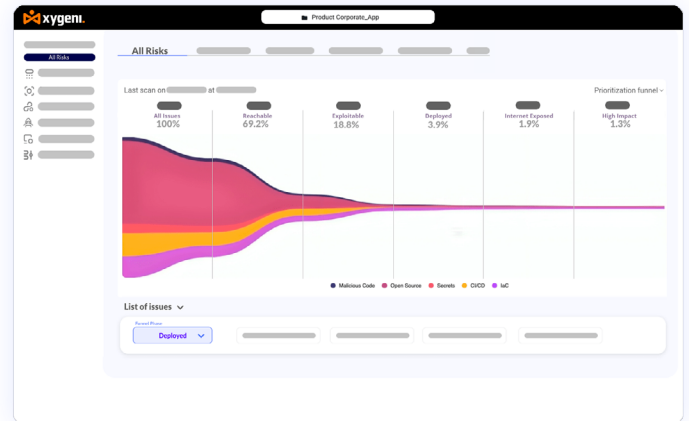 xygeni.
Product Corporate_App
All Risks
All Risks
Last scan on at
Prioritization funnel
All Issues
100%
Reachable
69.2%
Exploitable
18.8%
Deployed
3.9%
Internet Exposed
1.9%
High Impact
1.3%
Malicious Code
Open Source
Secrets
CI/CD
IaC
List of issues
Funnel Phase
Deployed